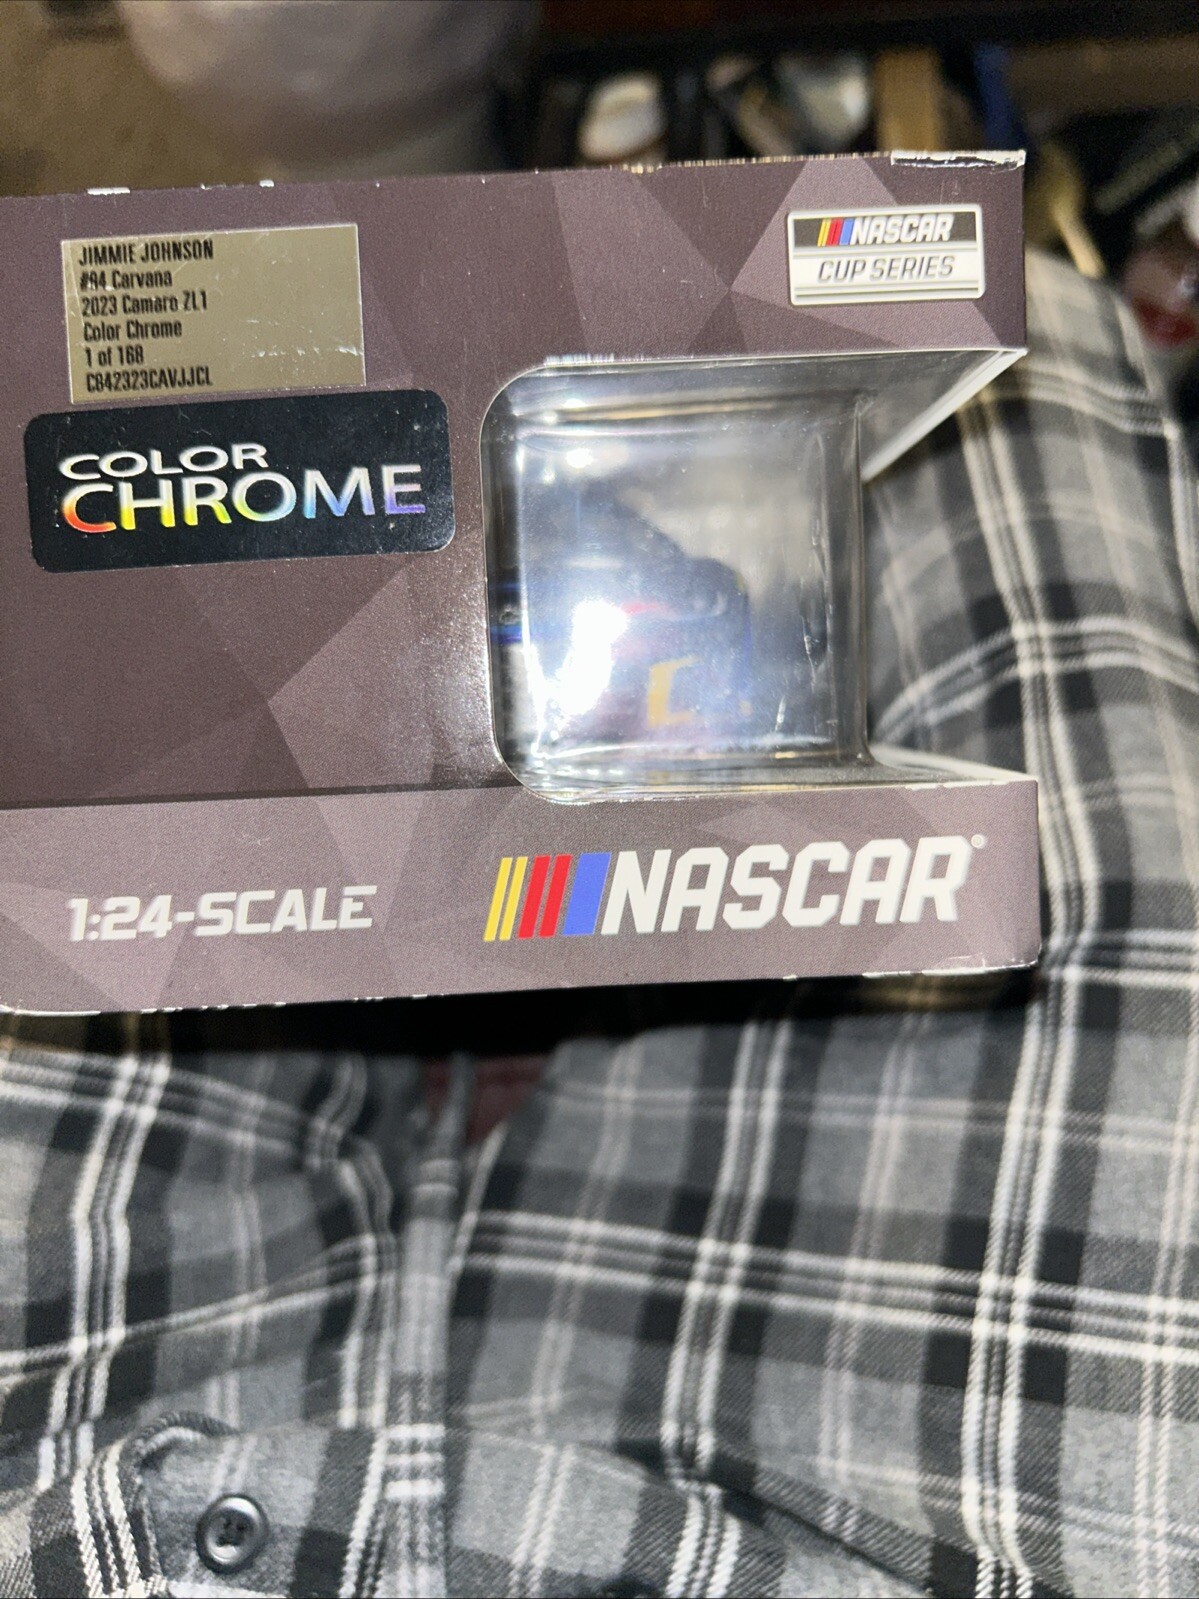 JIMMIE JOHNSON
#84 Carvana
2023 Camaro ZL1
Color Chrome
1 of 168
C842323CAVJJCL
NASCAR
CUP SERIES
COLOR
CHROME
C
1:24-SCALE
NASCAR®